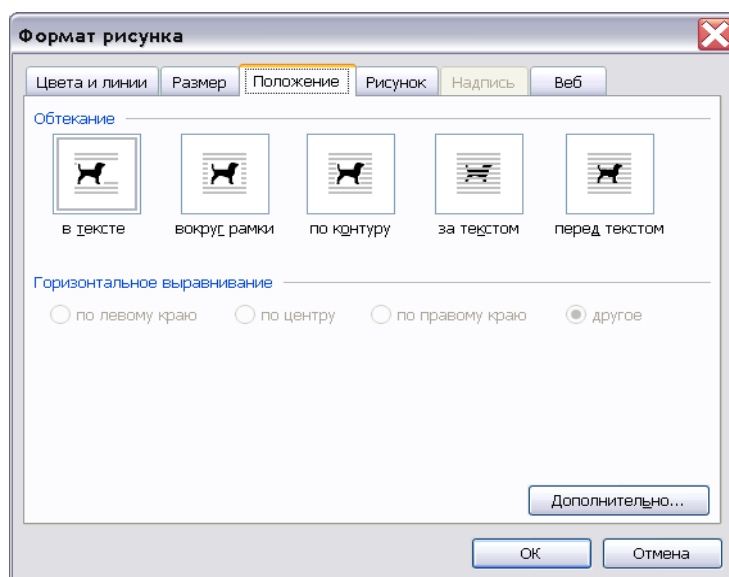 Формат рисунка
Цвета и линии Размер Положение Рисунок Надпись Веб
Обтекание
в тексте вокруг рамки по контуру за текстом перед текстом
Горизонтальное выравнивание
по левому краю по центру по правому краю другое
Дополнительно...
ОК Отмена